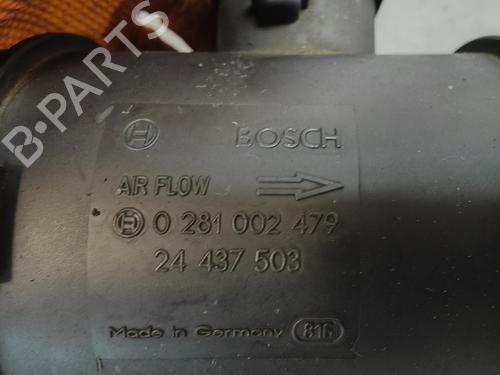 BOSCH
AIR FLOW
0 281 002 479
24 437 503
Made in Germany 816
B-PARTS